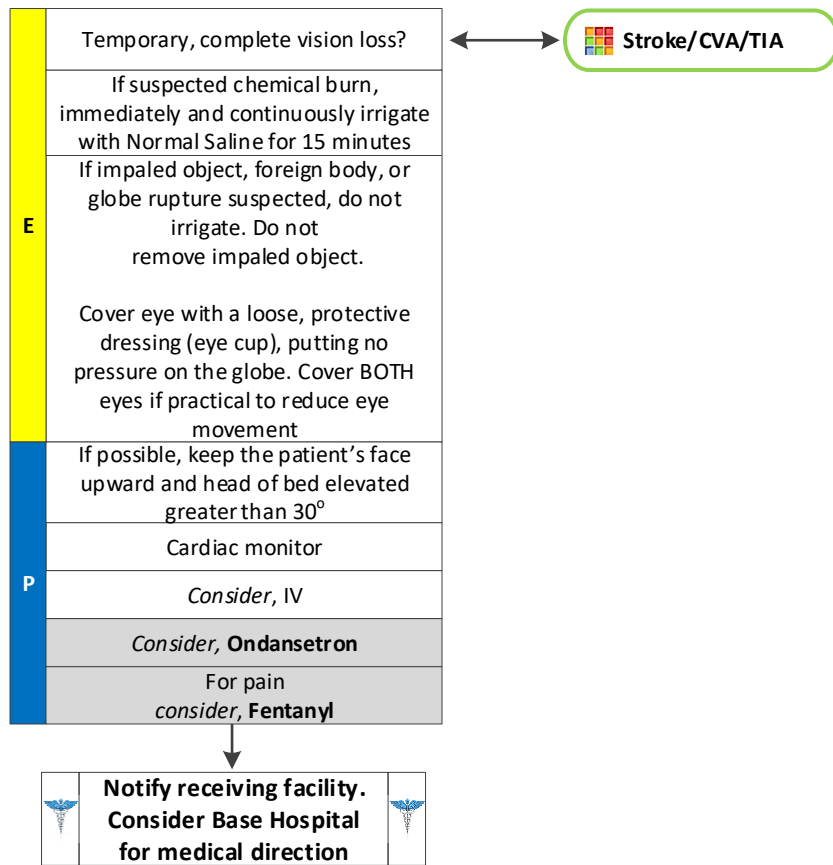 Temporary, complete vision loss?
Stroke/CVA/TIA
If suspected chemical burn,
immediately and continuously irrigate
with Normal Saline for 15 minutes
E
If impaled object, foreign body, or
globe rupture suspected, do not
irrigate. Do not
remove impaled object.
Cover eye with a loose, protective
dressing (eye cup), putting no
pressure on the globe. Cover BOTH
eyes if practical to reduce eye
movement
P
If possible, keep the patient’s face
upward and head of bed elevated
greater than 30°
Cardiac monitor
Consider, IV
Consider, Ondansetron
For pain
consider, Fentanyl
Notify receiving facility.
Consider Base Hospital
for medical direction